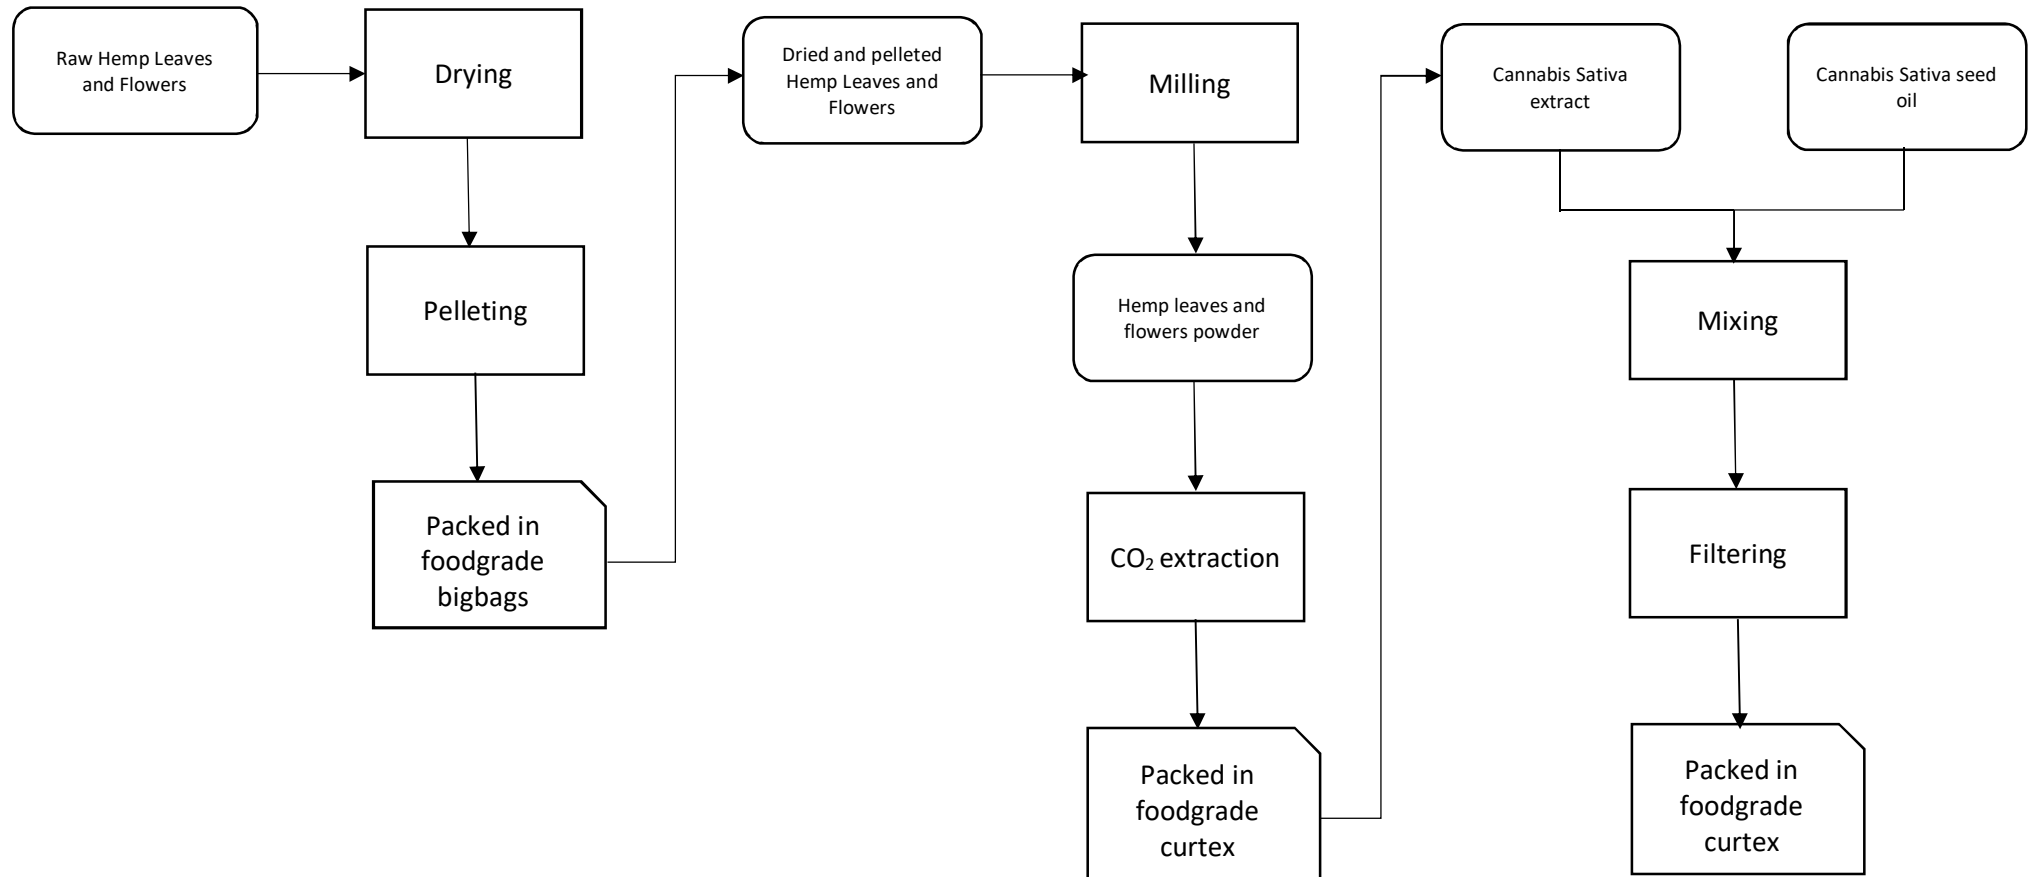 Raw Hemp Leaves
and Flowers
Drying
Pelleting
Packed in
foodgrade
bigbags
Dried and pelleted
Hemp Leaves and
Flowers
Milling
Hemp leaves and
flowers powder
CO₂ extraction
Packed in
foodgrade
curtex
Cannabis Sativa
extract
Cannabis Sativa seed
oil
Mixing
Filtering
Packed in
foodgrade
curtex